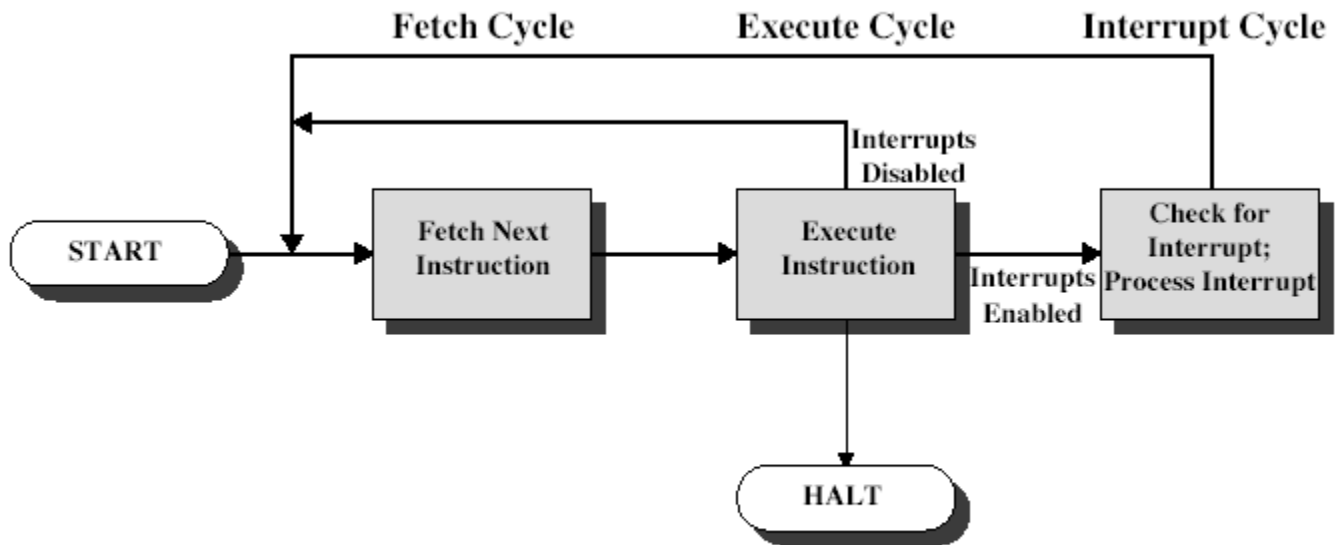 Fetch Cycle
Execute Cycle
Interrupt Cycle
Interrupts
Disabled
START
Fetch Next
Instruction
Execute
Instruction
Interrupts
Enabled
Check for
Interrupt;
Process Interrupt
HALT